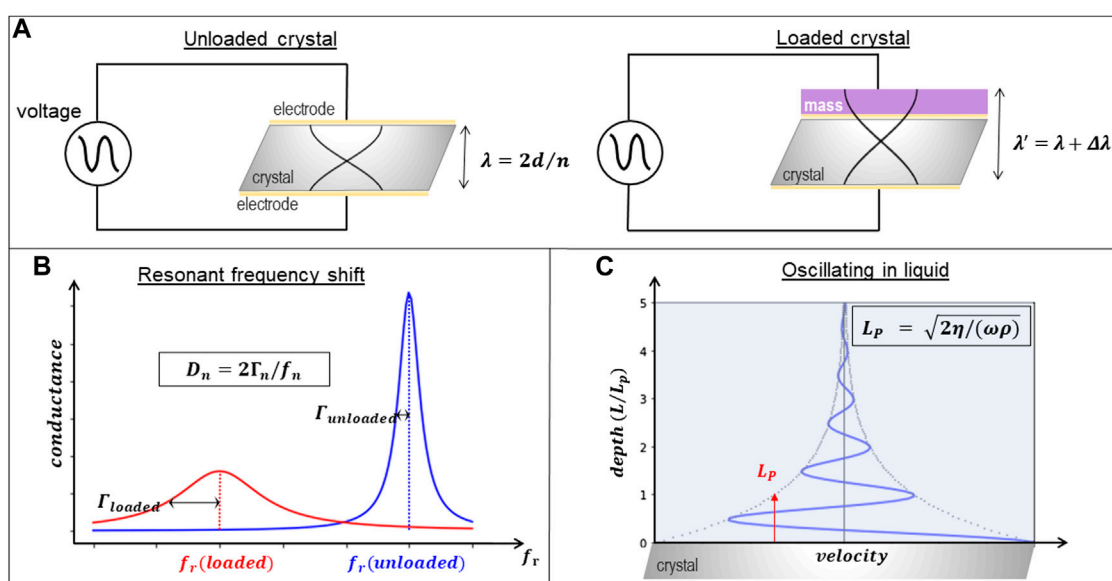 A
Unloaded crystal
voltage
electrode
crystal
electrode
λ = 2d/n
Loaded crystal
mass
crystal
λ′ = λ + Δλ
B
Resonant frequency shift
conductance
D_n = 2Γ_n/f_n
Γ_unloaded
Γ_loaded
f_r(loaded)
f_r(unloaded)
f_r
C
Oscillating in liquid
L_P = √2η/(ωρ)
depth (L/L_p)
5
4
3
2
1
0
L_P
velocity
crystal